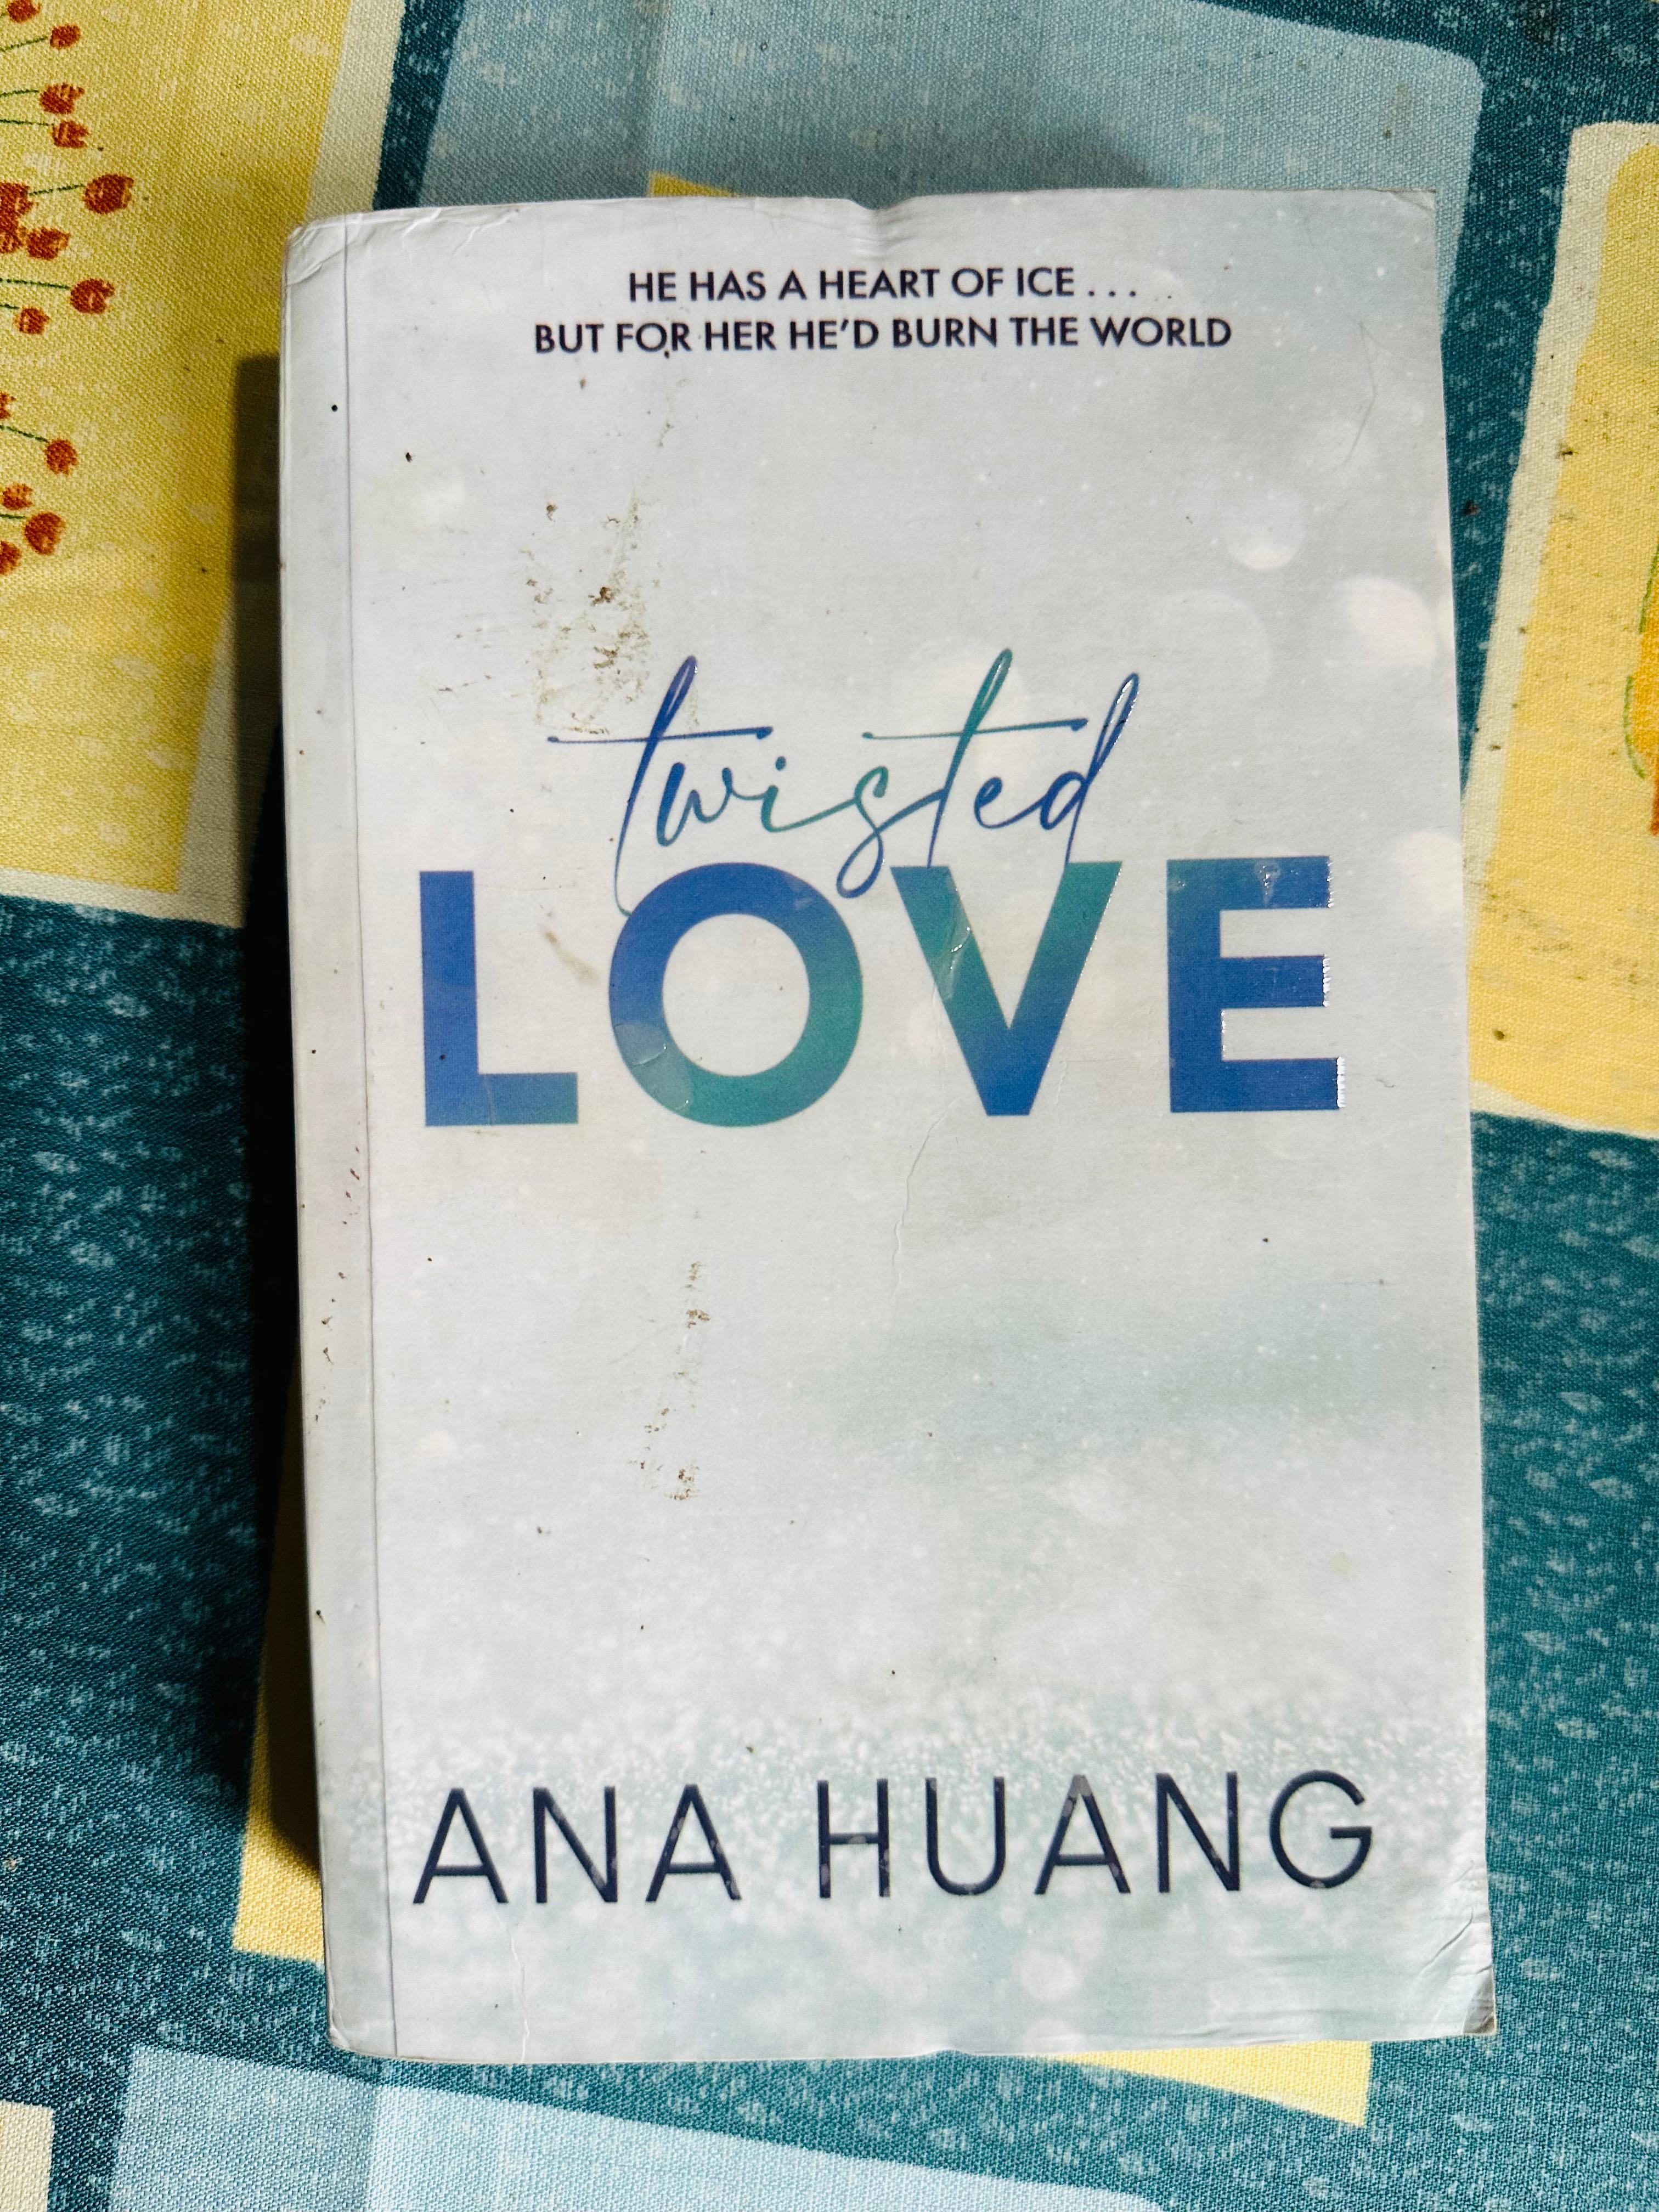 HE HAS A HEART OF ICE . . .
BUT FOR HER HE'D BURN THE WORLD
twisted
LOVE
ANA HUANG